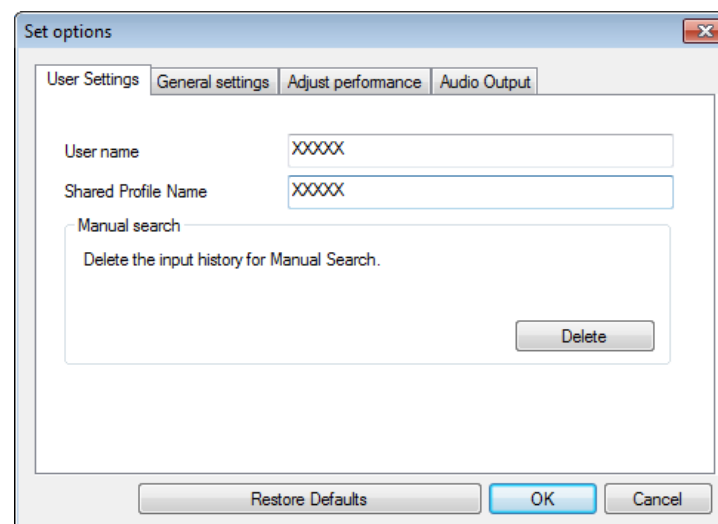 Set options
User Settings General settings Adjust performance Audio Output
User name XXXXX
Shared Profile Name XXXXX
Manual search
Delete the input history for Manual Search.
Delete
Restore Defaults OK Cancel